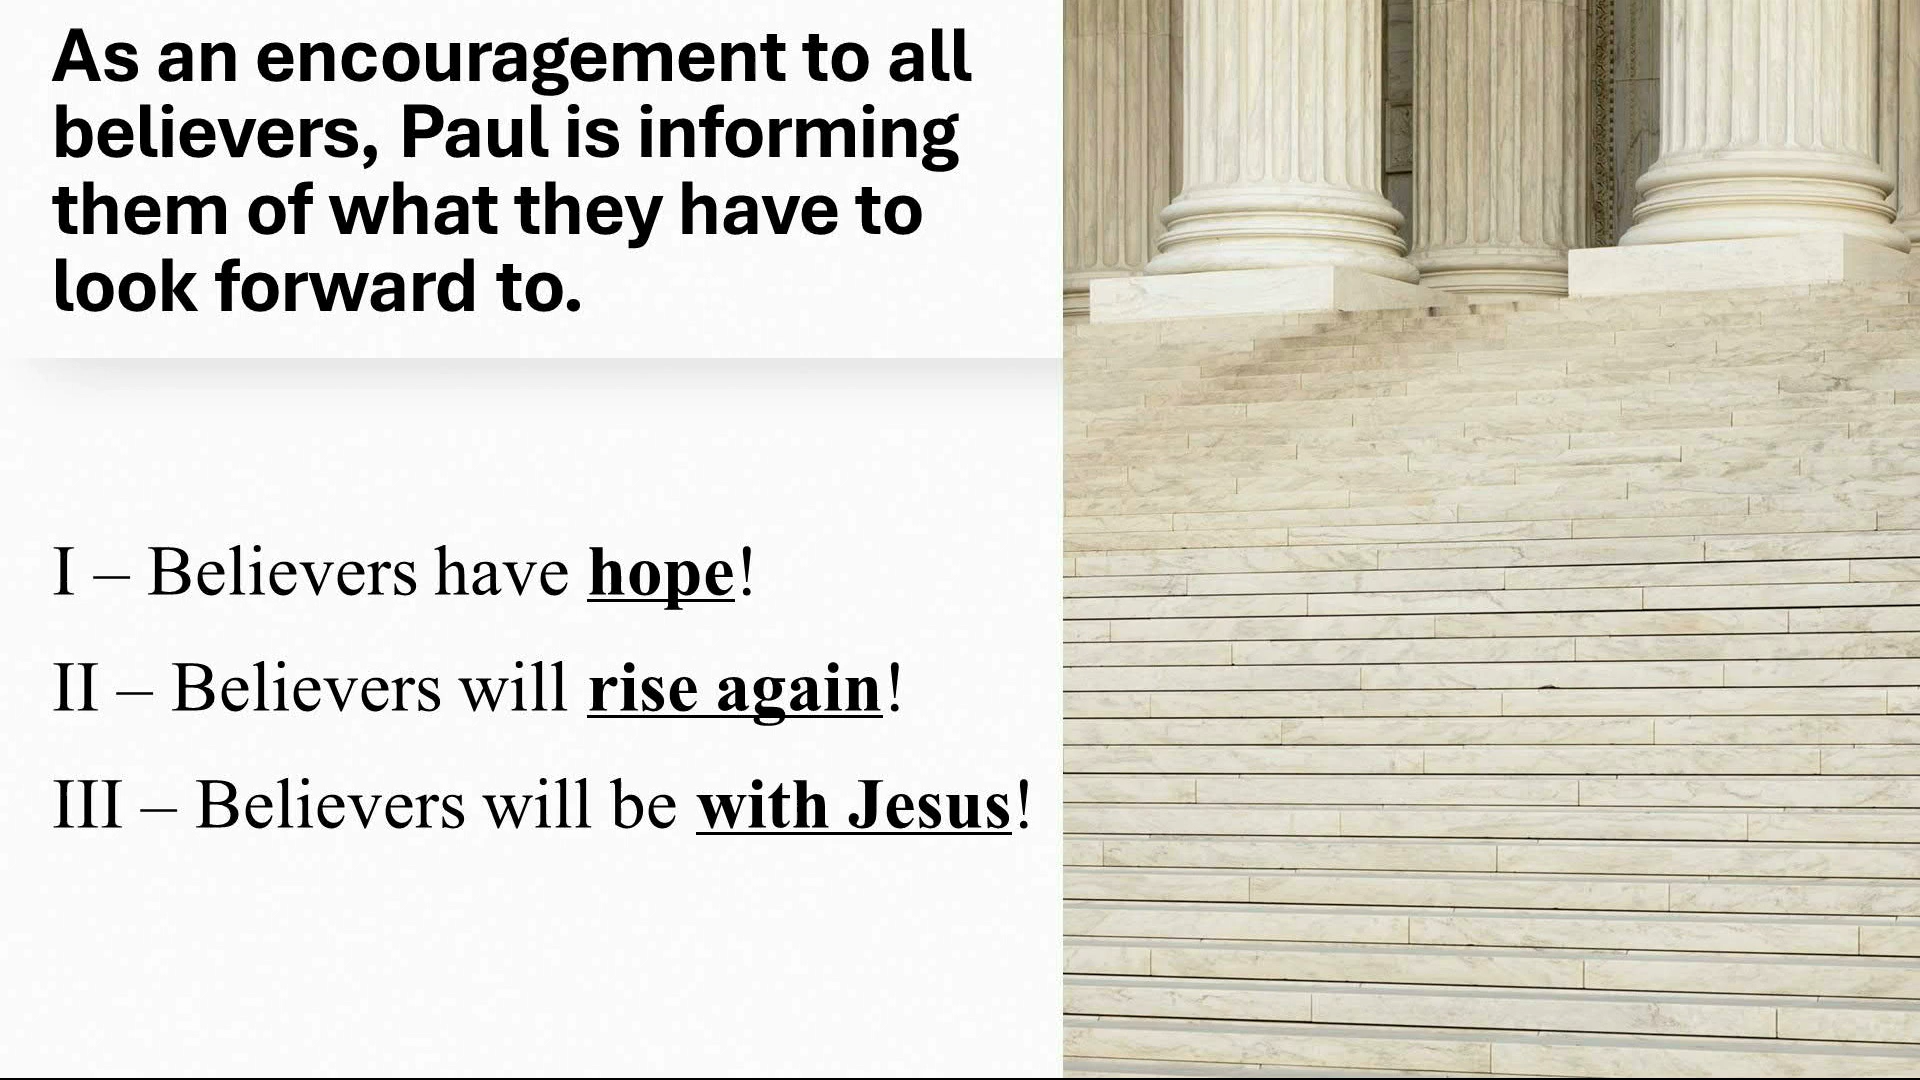 As an encouragement to all
believers, Paul is informing
them of what they have to
look forward to.
I – Believers have hope!
II – Believers will rise again!
III – Believers will be with Jesus!